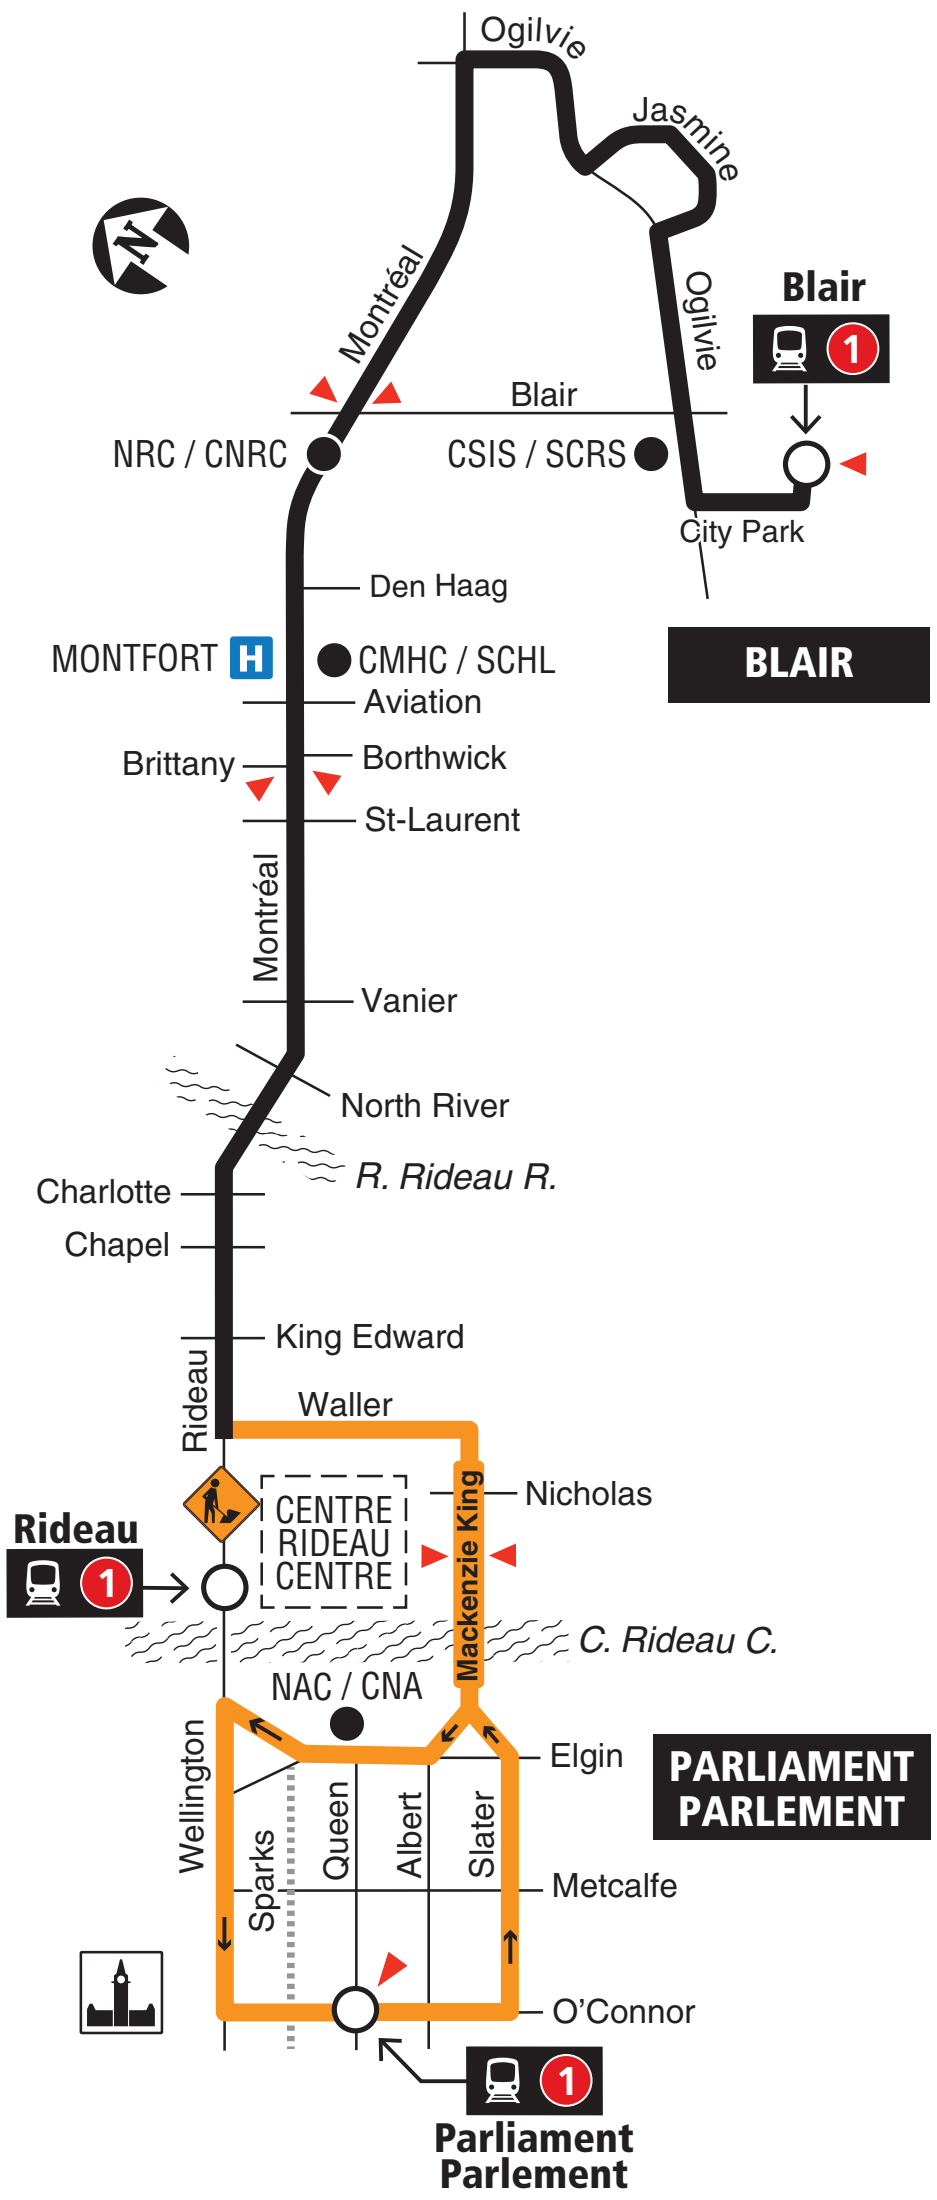 Ogilvie
Jasmine
N
Montréal
Ogilvie
Blair
1
Blair
NRC / CNRC
CSIS / SCRS
City Park
Den Haag
MONTFORT H
CMHC / SCHL
BLAIR
Aviation
Brittany
Borthwick
St-Laurent
Montréal
Vanier
North River
R. Rideau R.
Charlotte
Chapel
King Edward
Rideau
Waller
Mackenzie King
Nicholas
CENTRE
RIDEAU
CENTRE
Rideau
1
C. Rideau C.
NAC / CNA
Wellington
Sparks
Queen
Albert
Slater
Elgin
PARLIAMENT
PARLEMENT
Metcalfe
O'Connor
1
Parliament
Parlement